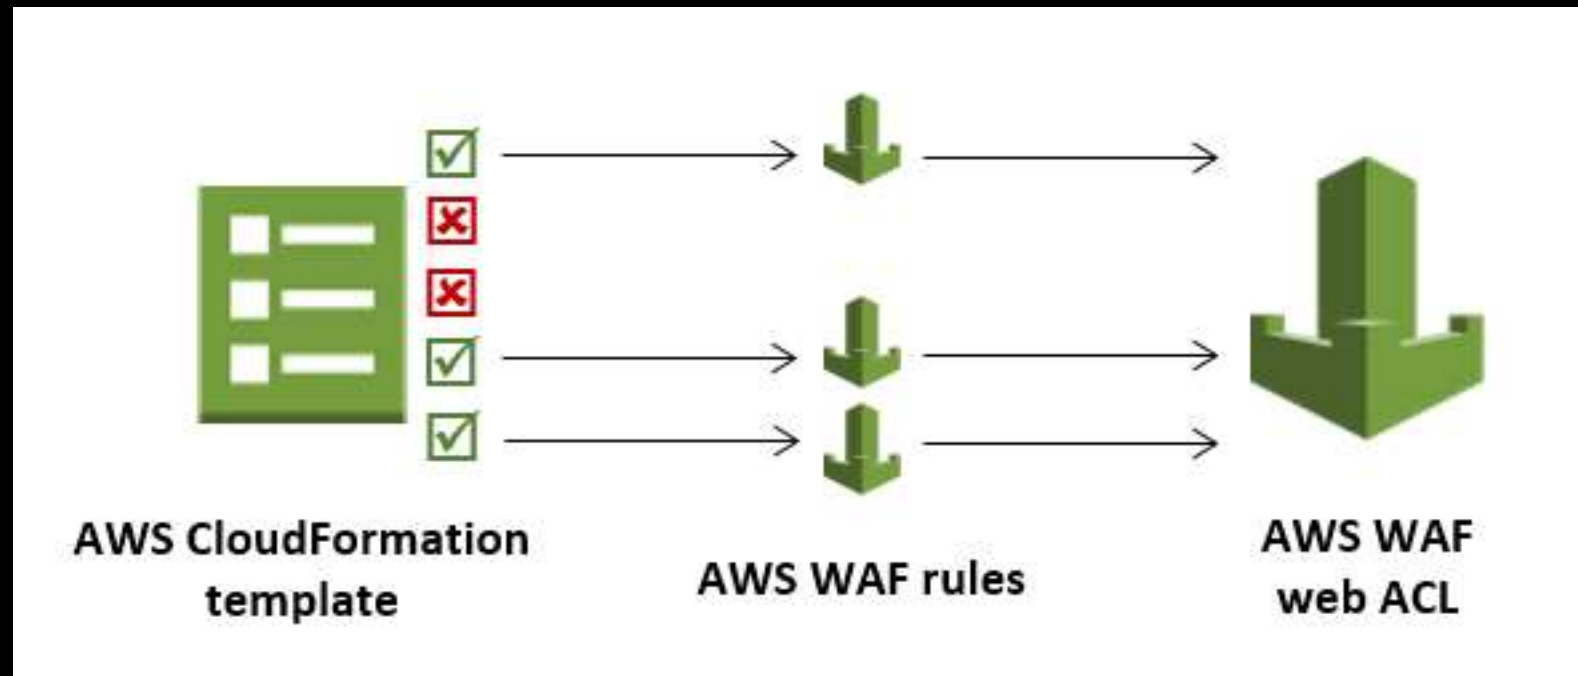 AWS CloudFormation
template
AWS WAF rules
AWS WAF
web ACL